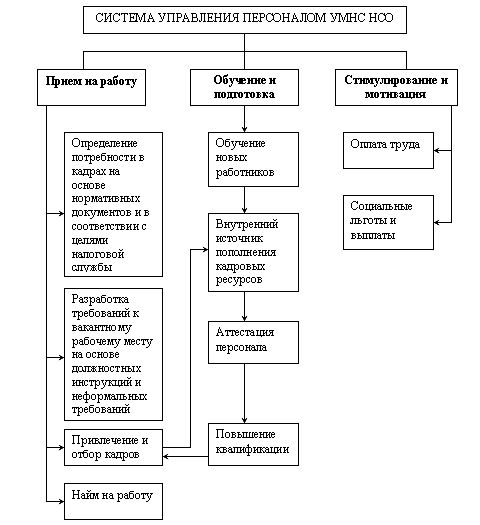 СИСТЕМА УПРАВЛЕНИЯ ПЕРСОНАЛОМ УМНС НСО
Прием на работу
Обучение и
подготовка
Стимулирование и
мотивация
Определение
потребности в
кадрах на
основе
нормативных
документов и в
соответствии с
целями
налоговой
службы
Разработка
требований к
вакантному
рабочему месту
на основе
должностных
инструкций и
неформальных
требований
Привлечение и
отбор кадров
Найм на работу
Обучение
новых
работников
Внутренний
источник
пополнения
кадровых
ресурсов
Аттестация
персонала
Повышение
квалификации
Оплата труда
Социальные
льготы и
выплаты